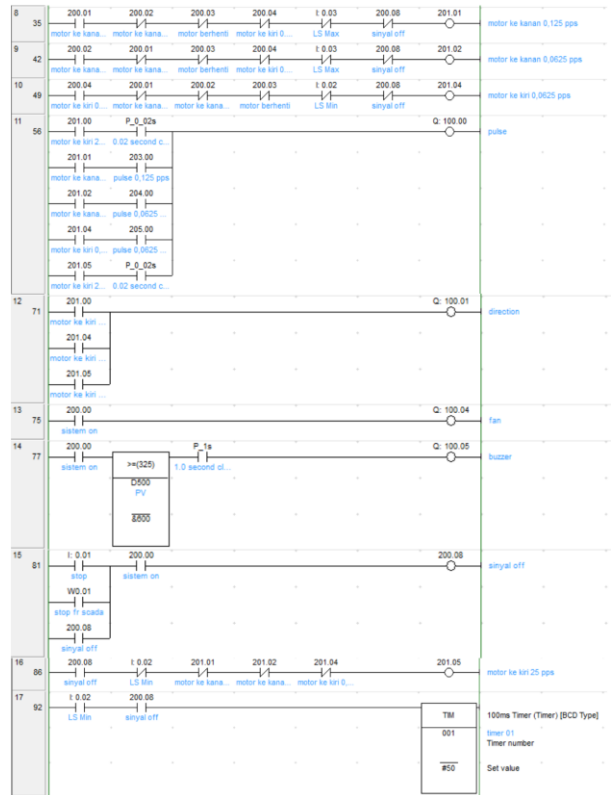 8 200.01 200.02 200.03 200.04 I: 0.03 200.08 201.01
35 motor ke kanan 0,125 pps
motor ke kana... motor ke kana... motor berhenti motor ke kiri 0.... LS Max sinyal off
9 200.02 200.01 200.03 200.04 I: 0.03 200.08 201.02
42 motor ke kanan 0,0625 pps
motor ke kana... motor ke kana... motor berhenti motor ke kiri 0.... LS Max sinyal off
10 200.04 200.01 200.02 200.03 I: 0.02 200.08 201.04
49 motor ke kiri 0,0625 pps
motor ke kiri 0.... motor ke kana... motor ke kana... motor berhenti LS Min sinyal off
11 201.00 P_0_02s Q: 100.00
56 pulse
motor ke kiri 2... 0.02 second c...
201.01 203.00
motor ke kana... pulse 0,125 pps
201.02 204.00
motor ke kana... pulse 0,0625 ...
201.04 205.00
motor ke kiri 0,... pulse 0,0625 ...
201.05 P_0_02s
motor ke kiri 2... 0.02 second c...
12 201.00 Q: 100.01
71 direction
motor ke kiri ...
201.04
motor ke kiri ...
201.05
motor ke kiri ...
13 200.00 Q: 100.04
75 fan
sistem on
14 200.00 P_1s Q: 100.05
77 >=(325) buzzer
sistem on 1.0 second cl...
D500
PV
&600
15 I: 0.01 200.00 200.08
81 sinyal off
stop sistem on
W0.01
stop fr scada
200.08
sinyal off
16 200.08 I: 0.02 201.01 201.02 201.04 201.05
86 motor ke kiri 25 pps
sinyal off LS Min motor ke kana... motor ke kana... motor ke kiri 0,...
17 I: 0.02 200.08
92 TIM 100ms Timer (Timer) [BCD Type]
LS Min sinyal off
001 timer 01
Timer number
#50 Set value